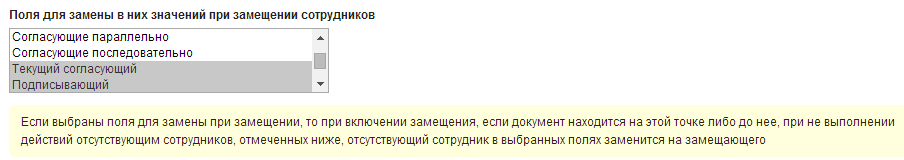 Поля для замены в них значений при замещении сотрудников
Согласующие параллельно
Согласующие последовательно
Текущий согласующий
Подписывающий
Если выбраны поля для замены при замещении, то при включении замещения, если документ находится на этой точке либо до нее, при не выполнении
действий отсутствующим сотрудников, отмеченных ниже, отсутствующий сотрудник в выбранных полях заменится на замещающего